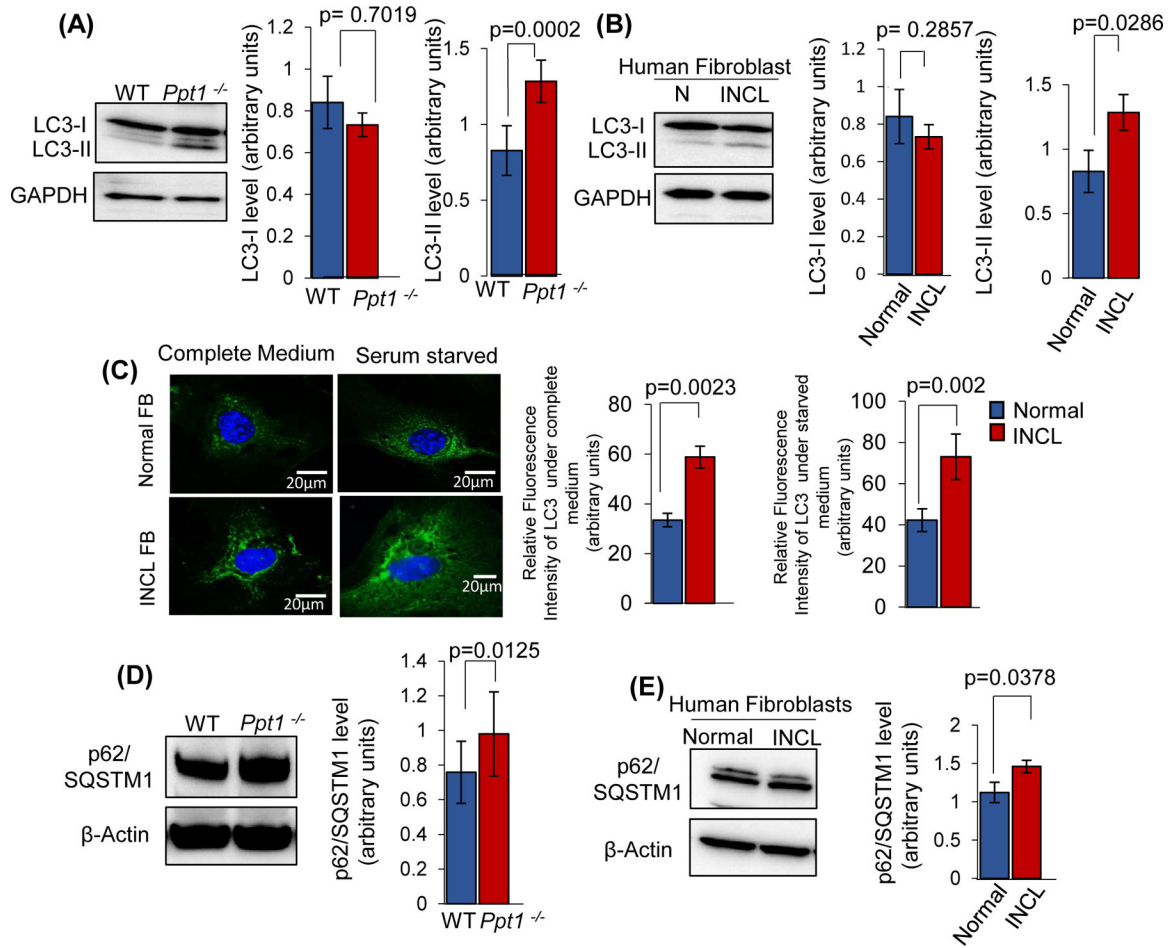 (A)
WT Ppt1 -/-
LC3-I
LC3-II
GAPDH
p= 0.7019
LC3-I level (arbitrary units)
1.2
1
0.8
0.6
0.4
0.2
0
WT Ppt1 -/-
p=0.0002
LC3-II level (arbitrary units)
1.5
1
0.5
0
WT Ppt1 -/-
(B)
Human Fibroblast
N INCL
LC3-I
LC3-II
GAPDH
p= 0.2857
LC3-I level (arbitrary units)
1
0.8
0.6
0.4
0.2
0
Normal
INCL
p=0.0286
LC3-II level (arbitrary units)
1.5
1
0.5
0
Normal
INCL
(C)
Complete Medium Serum starved
Normal FB
20μm
20μm
INCL FB
20μm
20μm
p=0.0023
Relative Fluorescence
Intensity of LC3 under complete
medium
(arbitrary units)
80
60
40
20
0
p=0.002
Relative Fluorescence
Intensity of LC3 under starved
medium
(arbitrary units)
100
80
60
40
20
0
Normal
INCL
(D)
WT Ppt1 -/-
p62/
SQSTM1
β-Actin
p=0.0125
p62/SQSTM1 level
(arbitrary units)
1.4
1.2
1
0.8
0.6
0.4
0.2
0
WT Ppt1 -/-
(E)
Human Fibroblasts
Normal INCL
p62/
SQSTM1
β-Actin
p=0.0378
p62/SQSTM1 level
(arbitrary units)
2
1.5
1
0.5
0
Normal
INCL